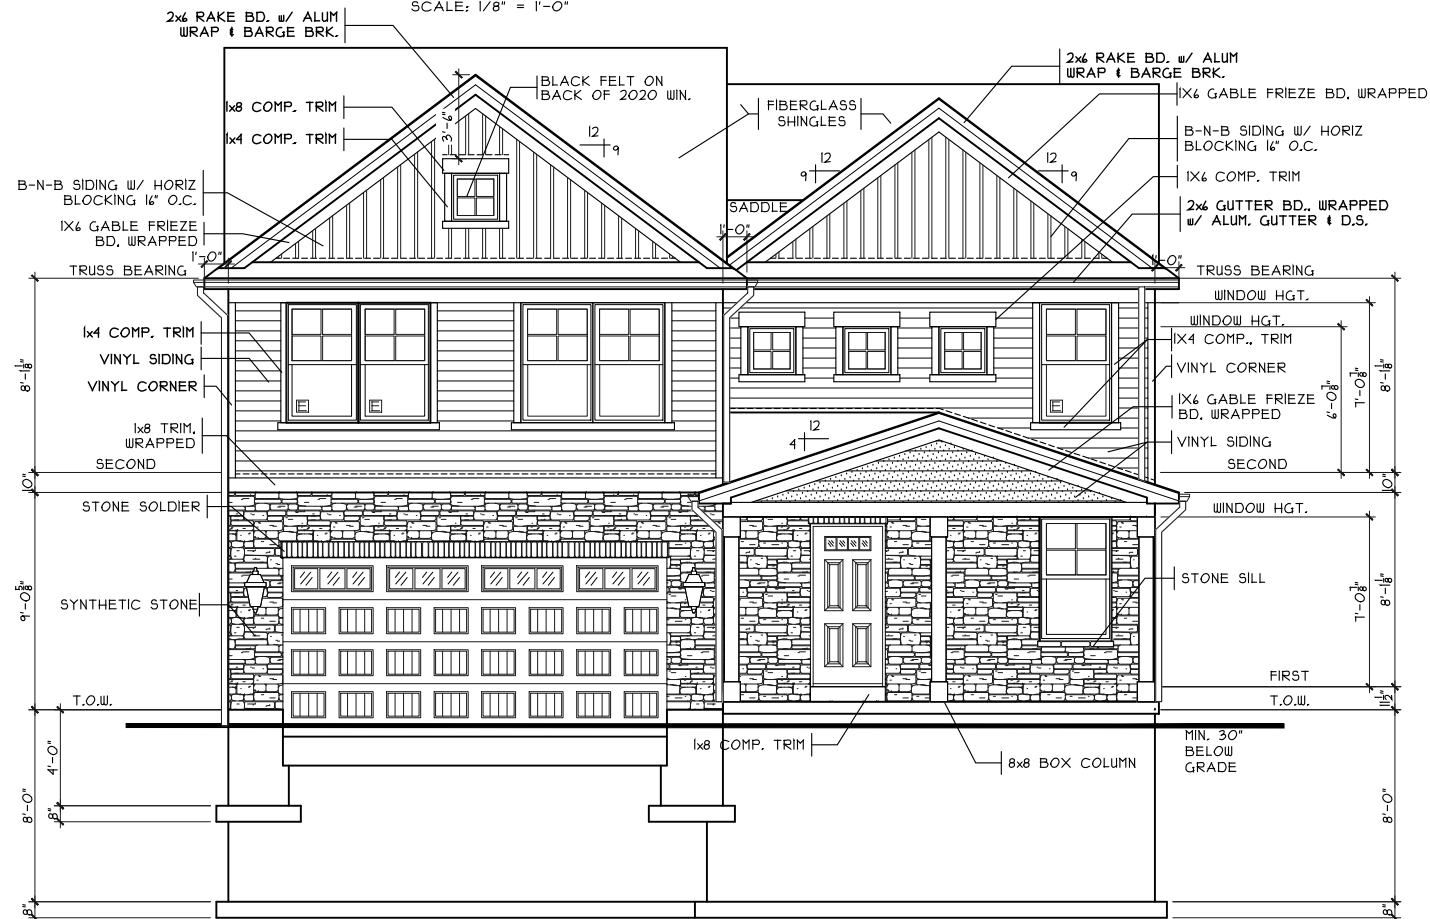 SCALE: 1/8" = 1'-0"
2x6 RAKE BD. w/ ALUM
WRAP & BARGE BRK.
1x8 COMP. TRIM
1x4 COMP. TRIM
3'-6"
BLACK FELT ON
BACK OF 2020 WIN.
12
9
FIBERGLASS
SHINGLES
2x6 RAKE BD. w/ ALUM
WRAP & BARGE BRK.
1X6 GABLE FRIEZE BD. WRAPPED
B-N-B SIDING W/ HORIZ
BLOCKING 16" O.C.
12
9
12
9
1X6 COMP. TRIM
2x6 GUTTER BD., WRAPPED
w/ ALUM. GUTTER & D.S.
B-N-B SIDING W/ HORIZ
BLOCKING 16" O.C.
1X6 GABLE FRIEZE
BD. WRAPPED
SADDLE
1'-0"
1'-0"
1'-0"
TRUSS BEARING
TRUSS BEARING
WINDOW HGT.
WINDOW HGT.
1x4 COMP. TRIM
VINYL SIDING
VINYL CORNER
1x8 TRIM.
WRAPPED
SECOND
8'-1 1/8"
10"
E
E
E
1X4 COMP., TRIM
VINYL CORNER
1X6 GABLE FRIEZE
BD. WRAPPED
VINYL SIDING
12
4
SECOND
6'-0 7/8"
7'-0 7/8"
8'-1 1/8"
10"
WINDOW HGT.
STONE SOLDIER
SYNTHETIC STONE
STONE SILL
7'-0 7/8"
8'-1 1/8"
FIRST
T.O.W.
T.O.W.
11 1/2"
1x8 COMP. TRIM
8x8 BOX COLUMN
MIN. 30"
BELOW
GRADE
4'-0"
8"
8'-0"
8'-0"
8"
8"